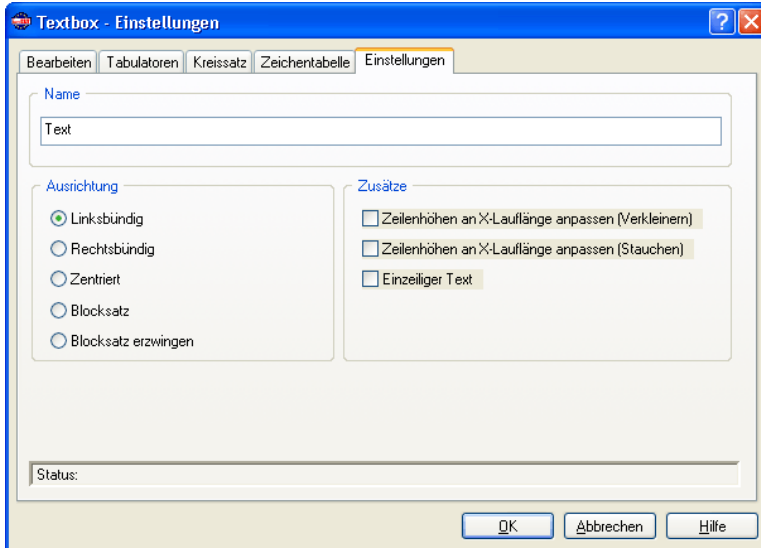 Textbox - Einstellungen
Bearbeiten Tabulatoren Kreissatz Zeichentabelle Einstellungen
Name
Text
Ausrichtung
Linksbündig
Rechtsbündig
Zentriert
Blocksatz
Blocksatz erzwingen
Zusätze
Zeilenhöhen an X-Lauflänge anpassen (Verkleinern)
Zeilenhöhen an X-Lauflänge anpassen (Stauchen)
Einzeiliger Text
Status:
OK Abbrechen Hilfe